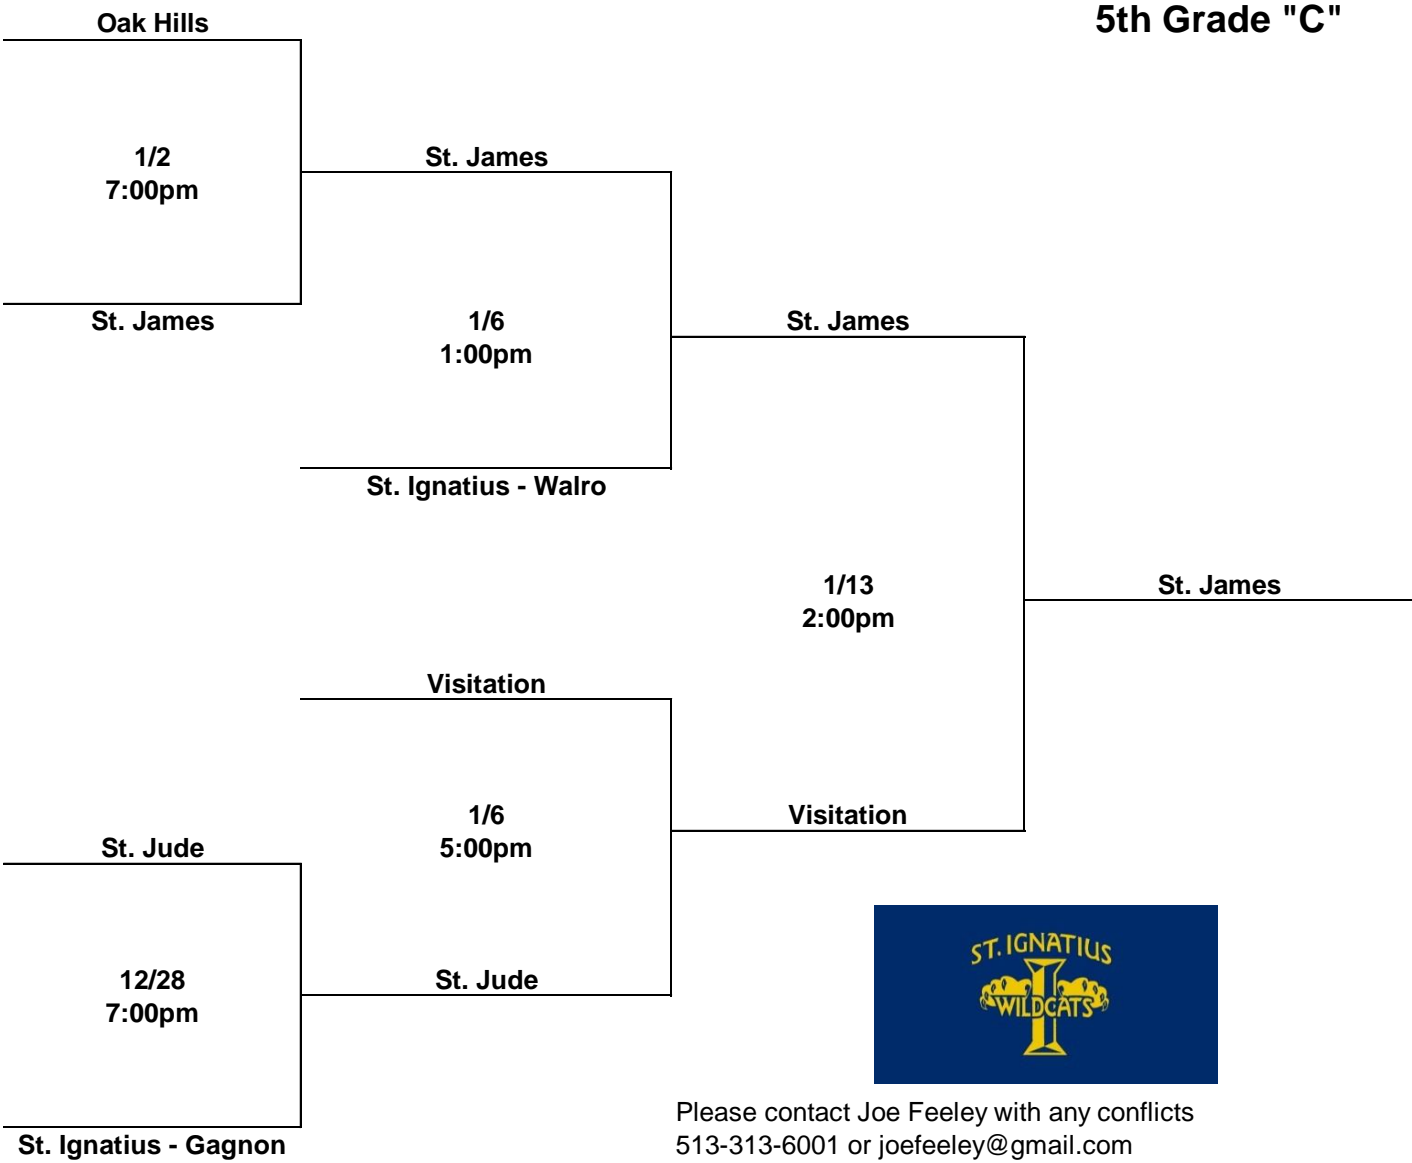 5th Grade "C"
Oak Hills
1/2
7:00pm
St. James
St. James
1/6
1:00pm
St. James
St. Ignatius - Walro
1/13
2:00pm
St. James
Visitation
1/6
5:00pm
Visitation
St. Jude
12/28
7:00pm
St. Jude
St. Ignatius - Gagnon
ST. IGNATIUS
WILDCATS
Please contact Joe Feeley with any conflicts
513-313-6001 or joefeeley@gmail.com